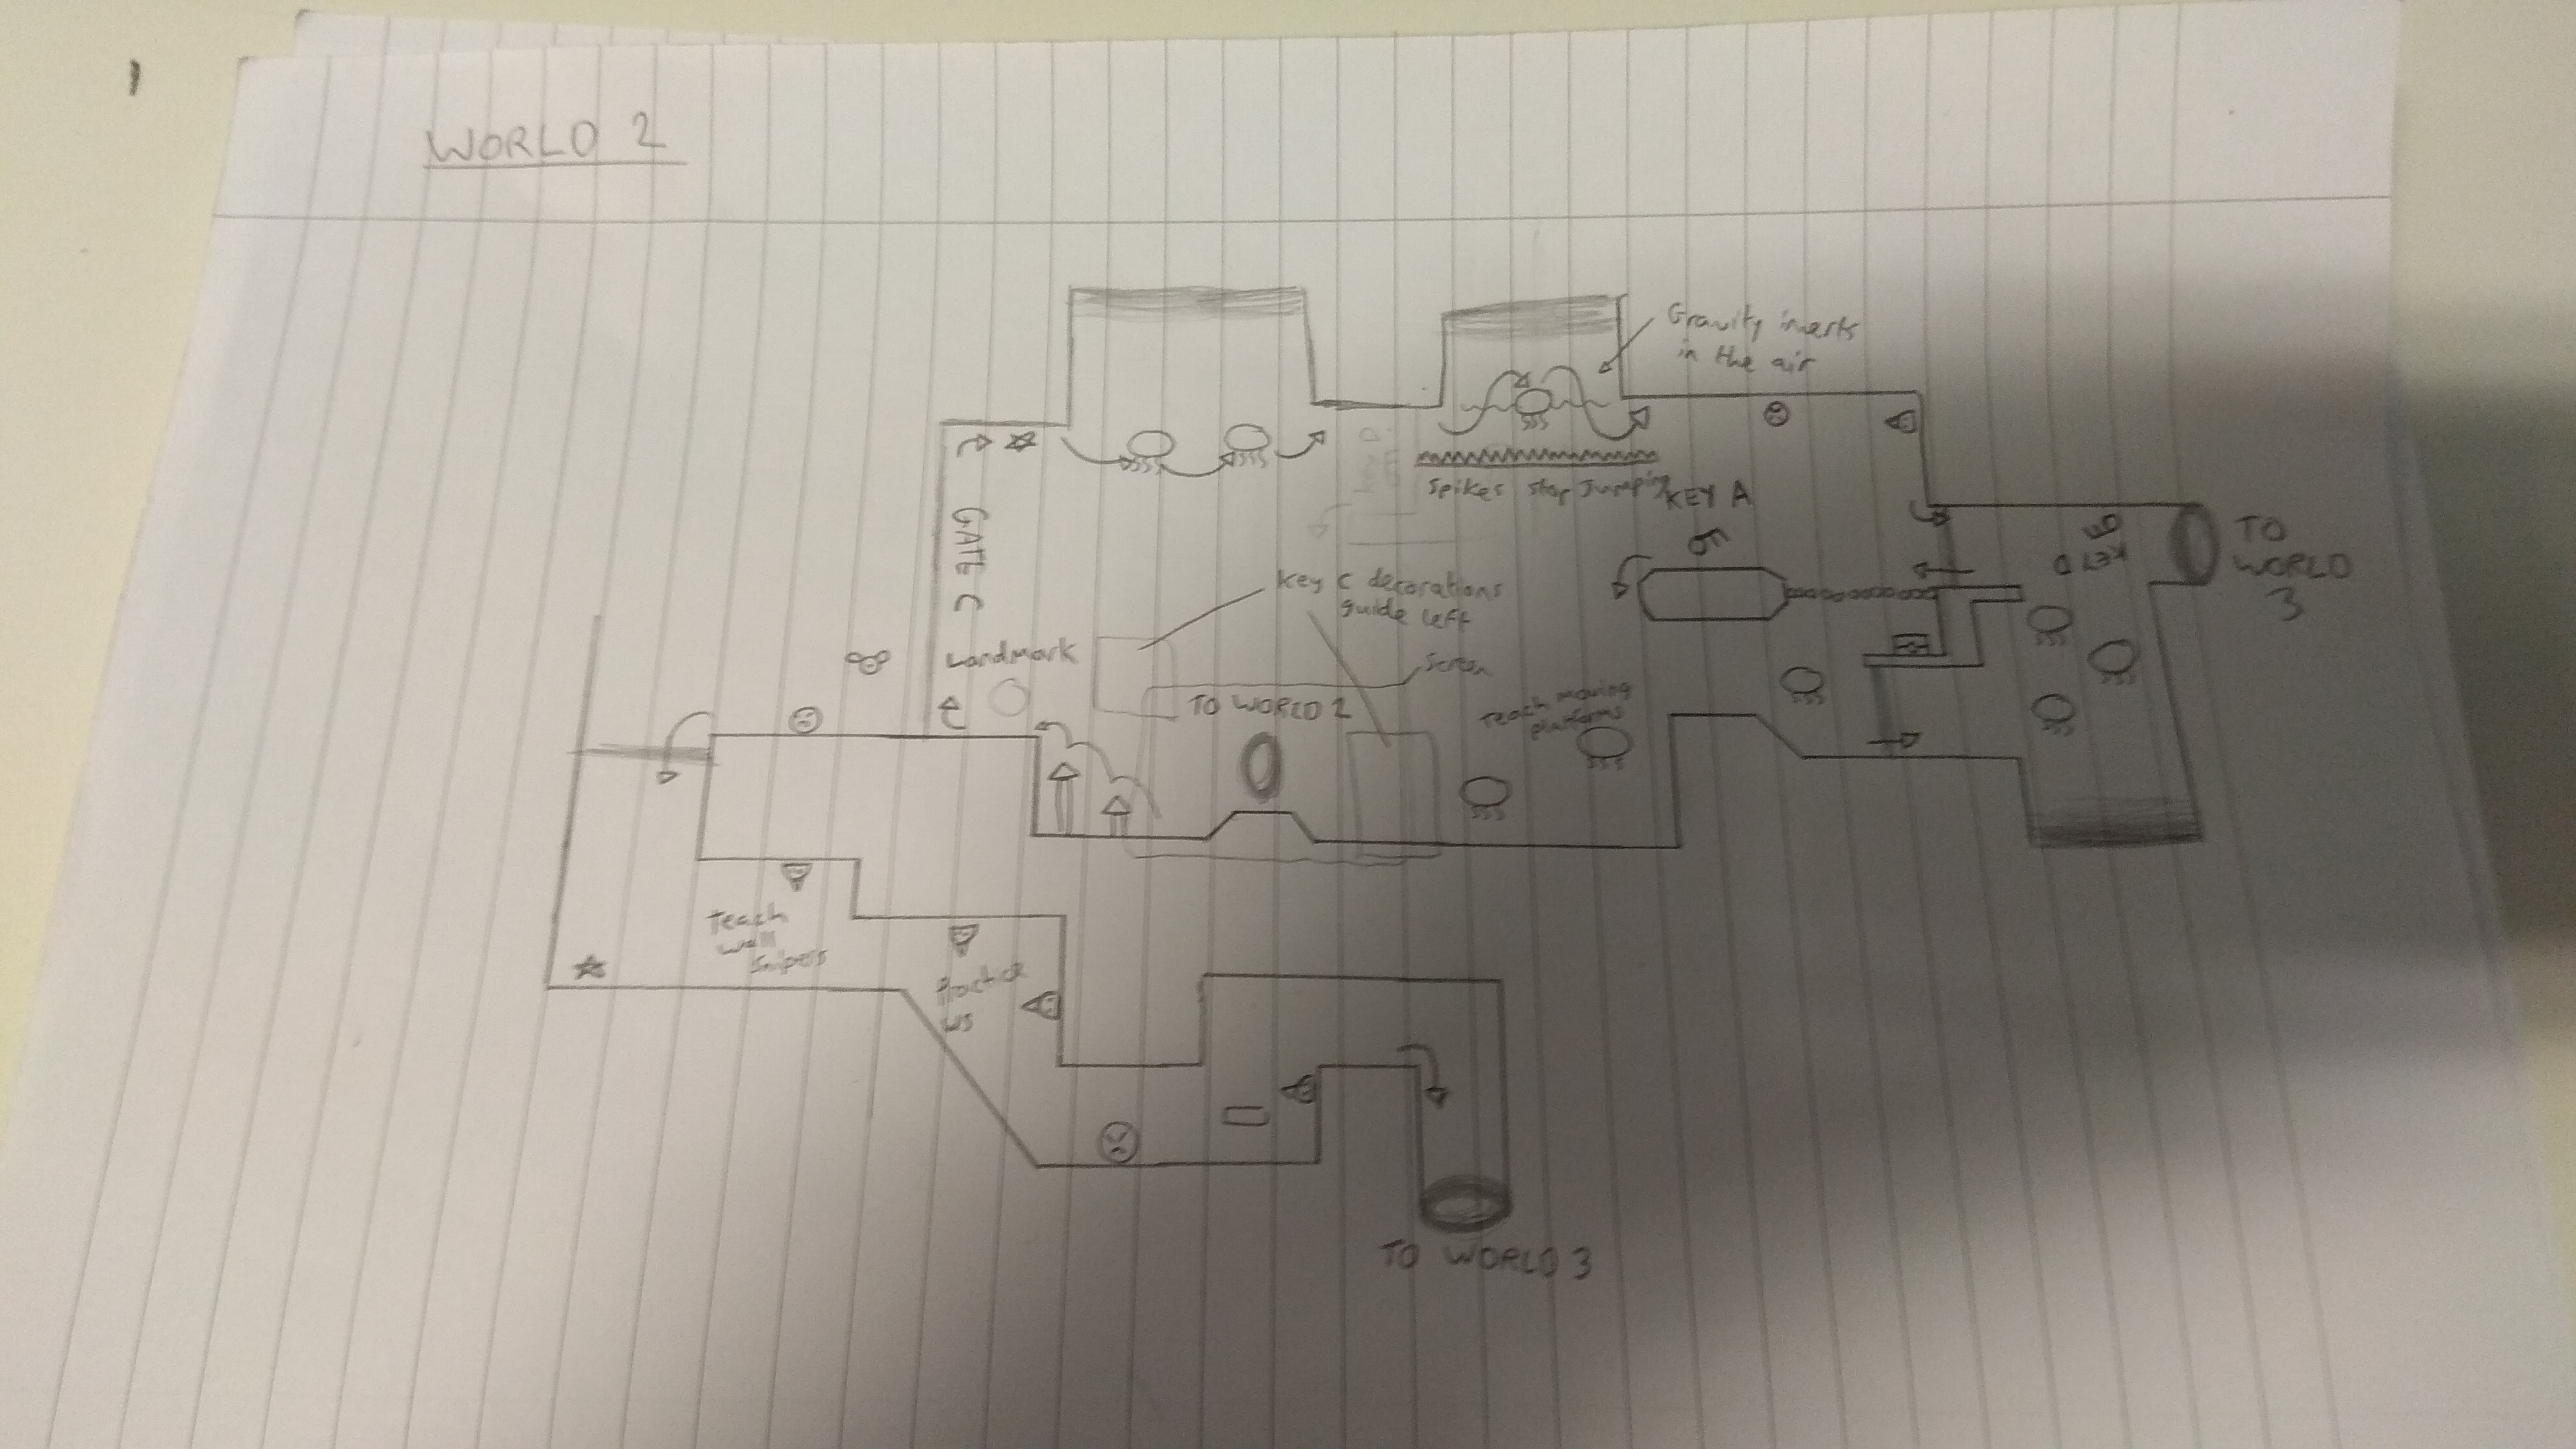 WORLD 2
Gravity inverts
in the air
Spikes stop Jumping
KEY A
GATE C
KEY D
TO
WORLD
3
Key C decorations
guide left
Landmark
Screen
TO WORLD 2
Teach moving
platforms
Teach
wall
Snipers
Practice
WS
TO WORLD 3